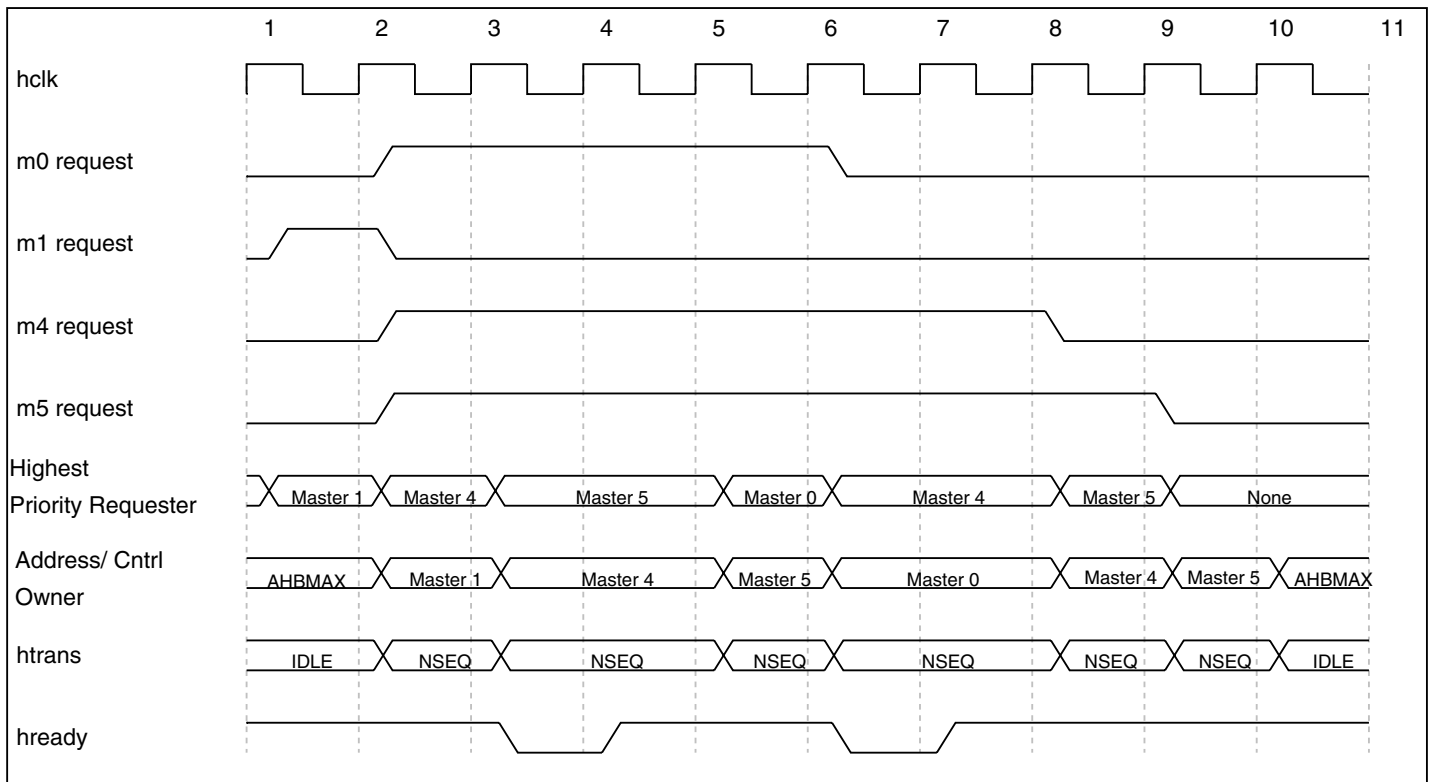 1 2 3 4 5 6 7 8 9 10 11
hclk
m0 request
m1 request
m4 request
m5 request
Highest
Priority Requester
Master 1 Master 4 Master 5 Master 0 Master 4 Master 5 None
Address/ Cntrl
Owner
AHBMAX Master 1 Master 4 Master 5 Master 0 Master 4 Master 5 AHBMAX
htrans
IDLE NSEQ NSEQ NSEQ NSEQ NSEQ NSEQ IDLE
hready